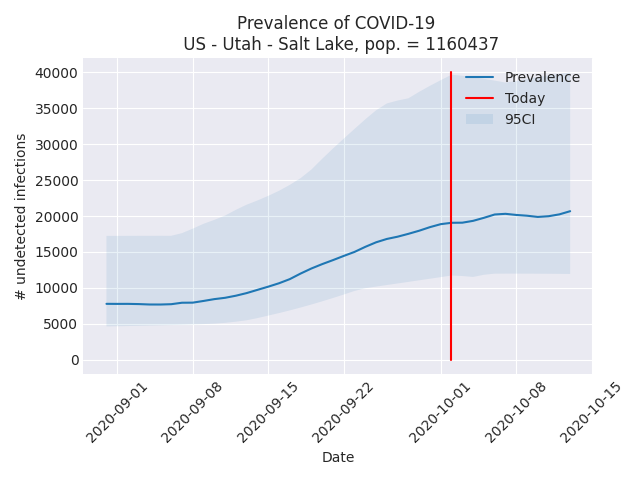 Prevalence of COVID-19
US - Utah - Salt Lake, pop. = 1160437
40000
35000
30000
25000
20000
15000
10000
5000
0
# undetected infections
Prevalence
Today
95CI
2020-09-01
2020-09-08
2020-09-15
2020-09-22
2020-10-01
2020-10-08
2020-10-15
Date